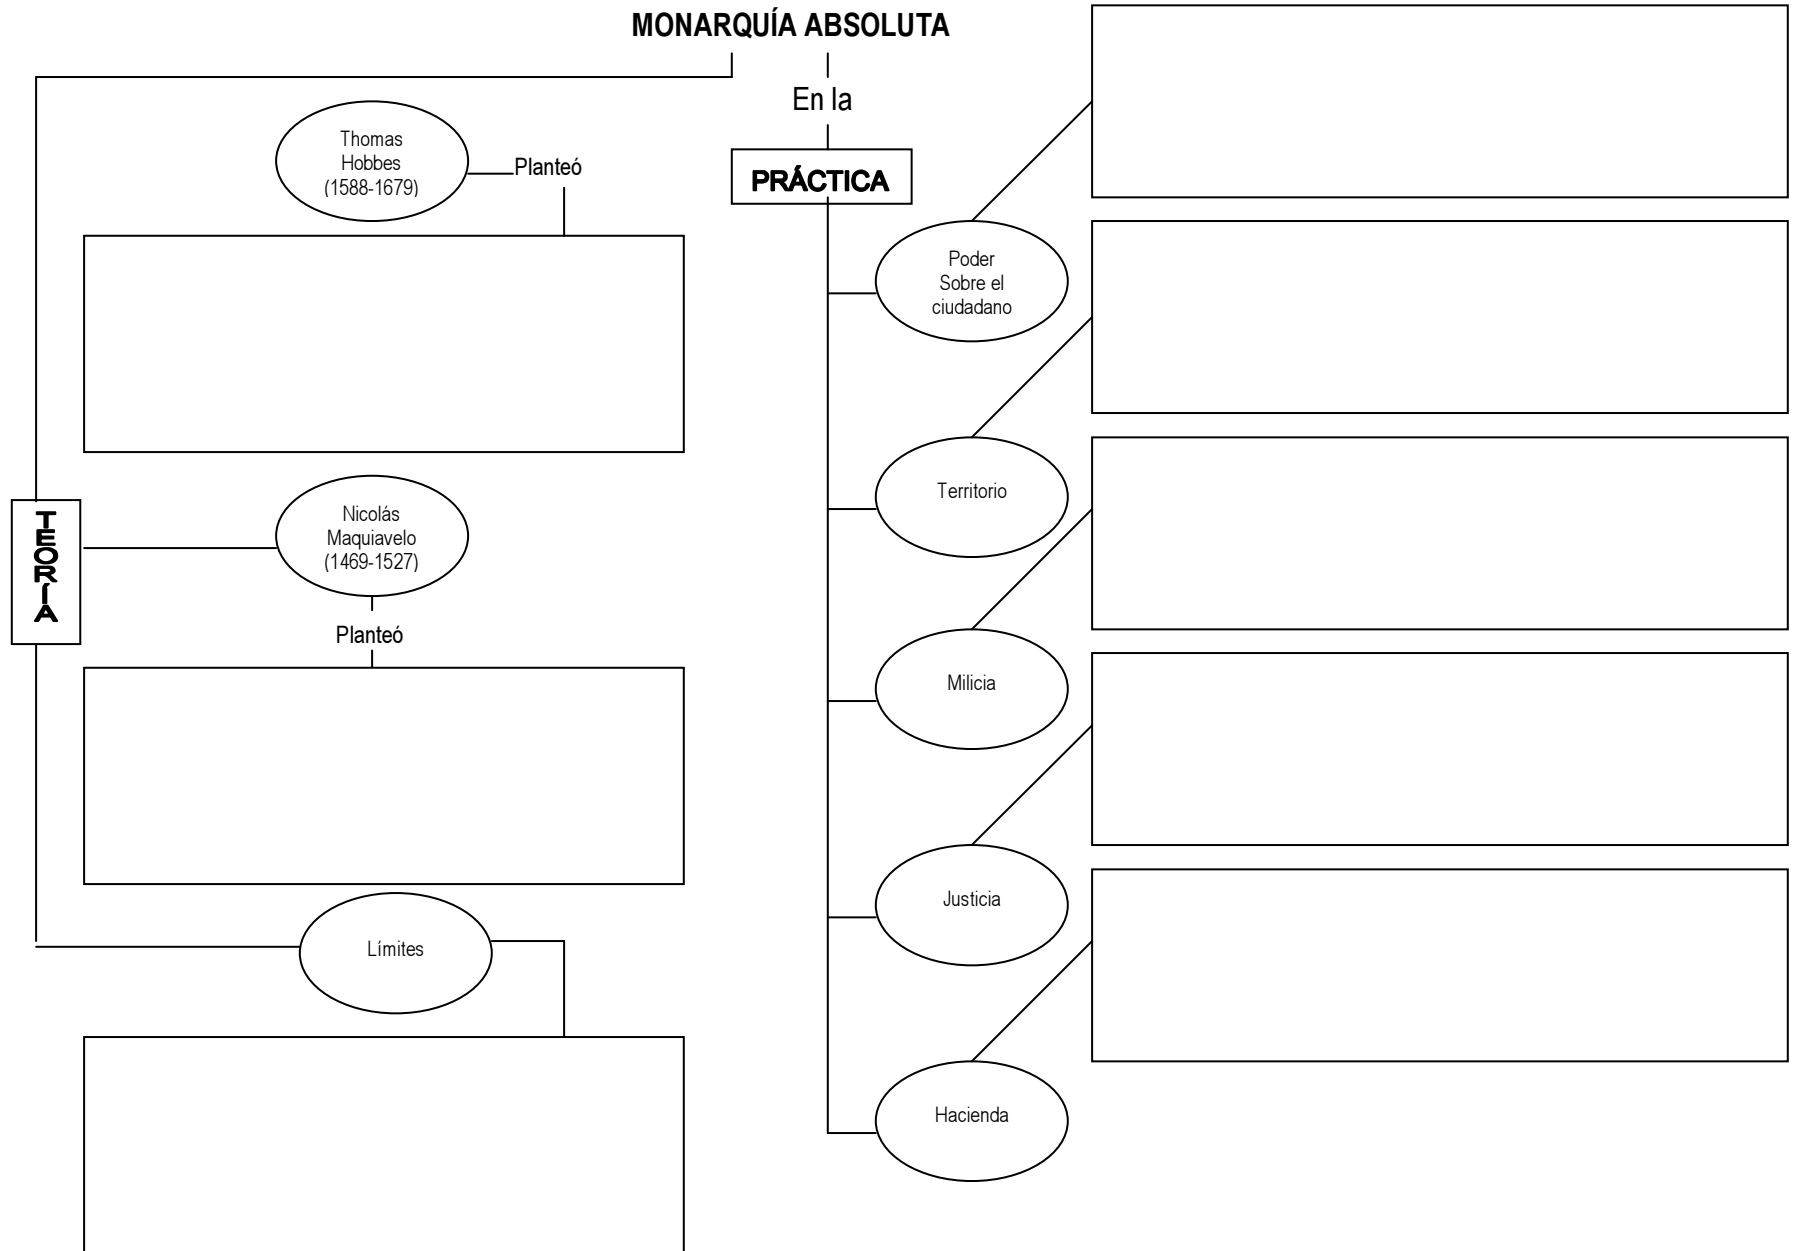 MONARQUÍA ABSOLUTA
En la
PRÁCTICA
TEORÍA
Thomas
Hobbes
(1588-1679)
Planteó
Nicolás
Maquiavelo
(1469-1527)
Planteó
Límites
Poder
Sobre el
ciudadano
Territorio
Milicia
Justicia
Hacienda